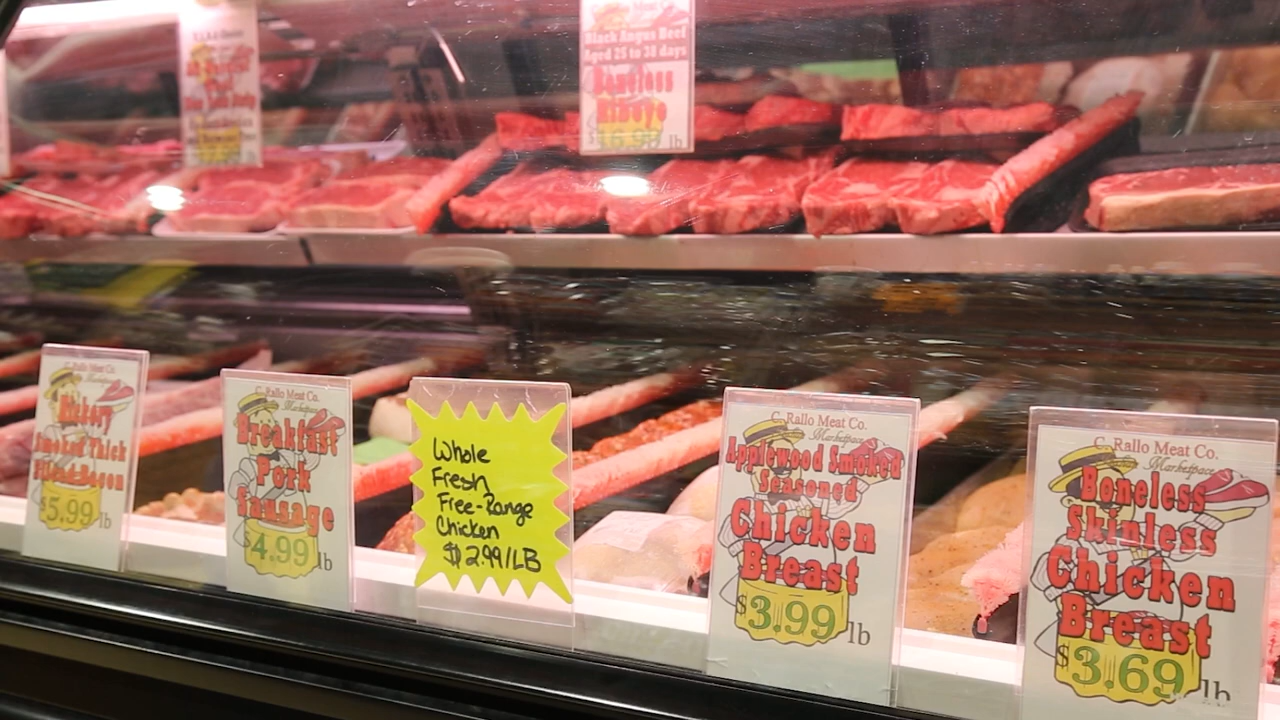 Black Angus Beef
Aged 25 to 30 days
Boneless
Ribeye
lb
Hickory
Smoked Thick
Sliced Bacon
$5.99 lb
C. Rallo Meat Co.
Marketplace
Breakfast
Pork
Sausage
$4.99 lb
Whole
Fresh
Free-Range
Chicken
$2.99/LB
C. Rallo Meat Co.
Marketplace
Applewood Smoked
Seasoned
Chicken
Breast
$3.99 lb
C. Rallo Meat Co.
Marketplace
Boneless
Skinless
Chicken
Breast
$3.69 lb